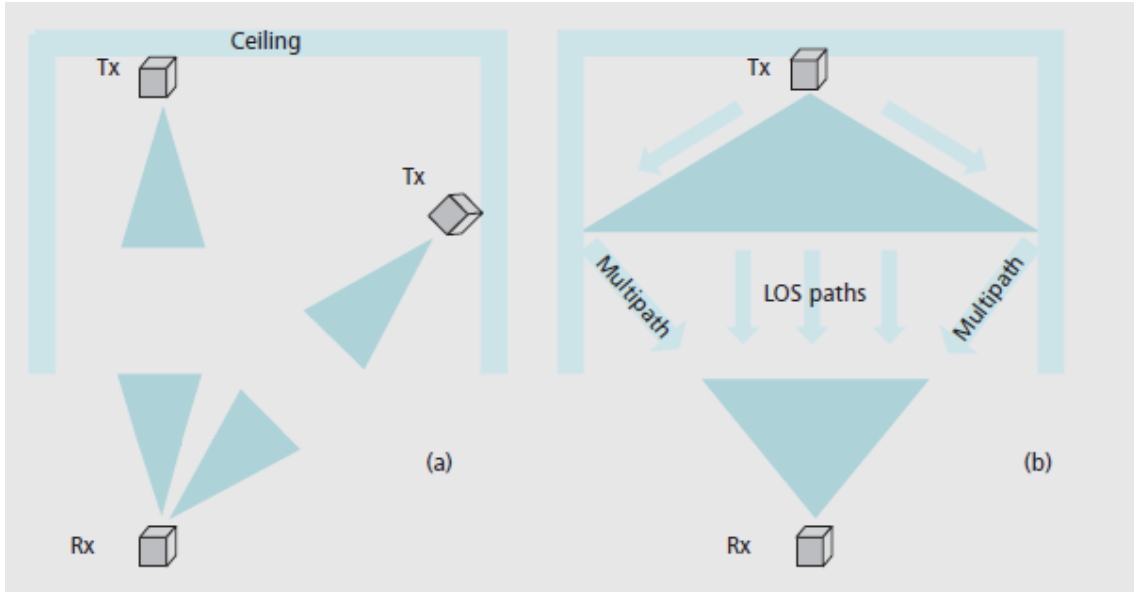 Ceiling
Tx
Tx
(a)
Rx
Tx
Multipath
LOS paths
Multipath
(b)
Rx